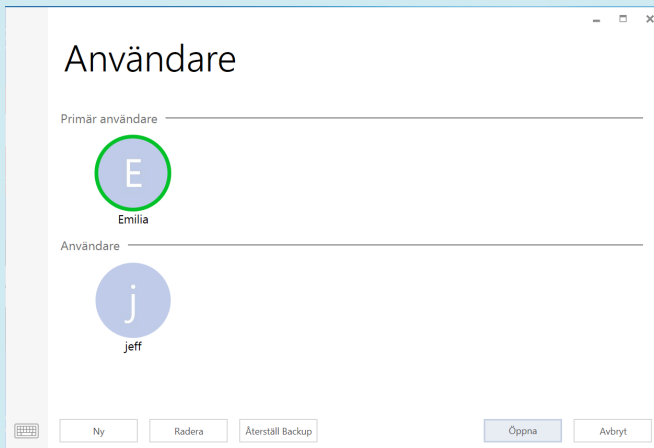 Användare
Primär användare
E
Emilia
Användare
j
jeff
Ny Radera Återställ Backup Öppna Avbryt